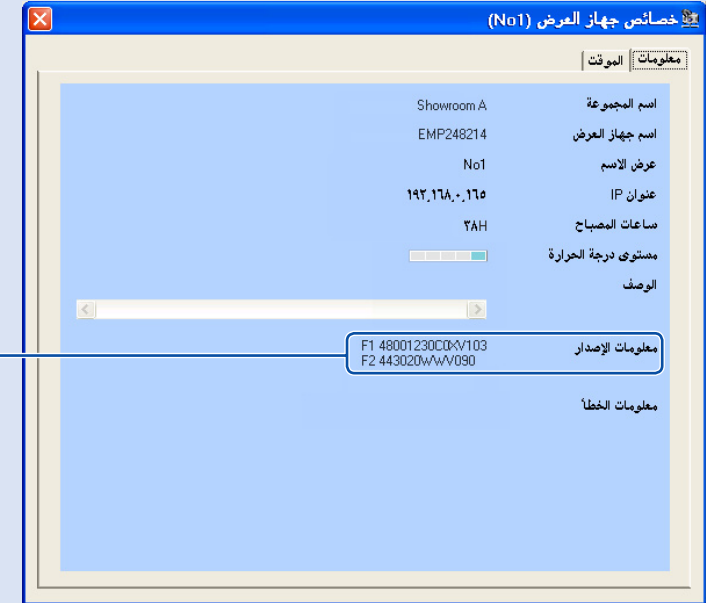 خصائص جهاز العرض (No1)
معلومات الموقت
اسم المجموعة Showroom A
اسم جهاز العرض EMP248214
عرض الاسم No1
عنوان IP ١٩٢,١٦٨,٠,١٦٥
ساعات المصباح ٣٨H
مستوى درجة الحرارة
الوصف
معلومات الإصدار F1 48001230C0XV103
F2 443020WWV090
معلومات الخطأ